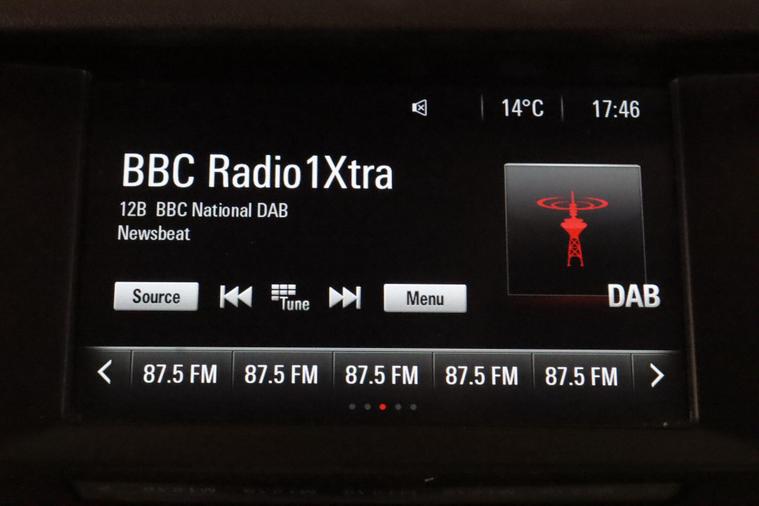 14°C 17:46
BBC Radio1Xtra
12B BBC National DAB
Newsbeat
DAB
Source Tune Menu
87.5 FM 87.5 FM 87.5 FM 87.5 FM 87.5 FM